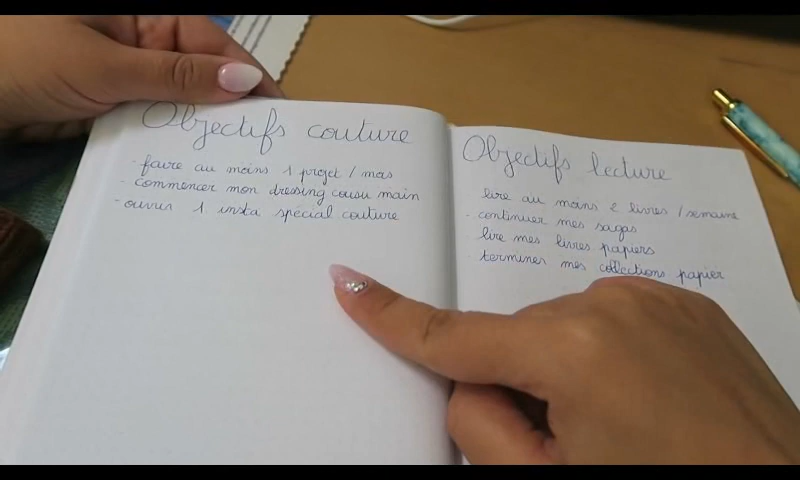 Objectifs couture
- faire au moins 1 projet / mois
- commencer mon dressing cousu main
- ouvrir 1 insta special couture
Objectifs lecture
lire au moins 2 livres / semaine
- continuer mes sagas
lire mes livres papiers
- terminer mes collections papier